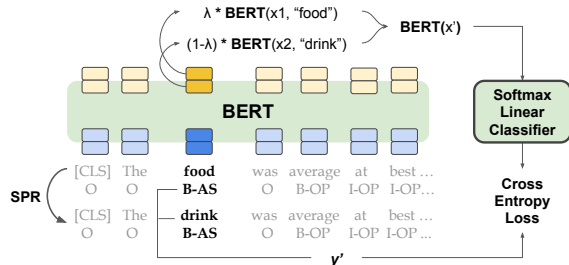 λ * BERT(x1, “food”)
(1-λ) * BERT(x2, “drink”)
BERT(x’)
BERT
Softmax
Linear
Classifier
SPR
[CLS] The food was average at best …
O O B-AS O B-OP I-OP I-OP…
[CLS] The drink was average at best …
O O B-AS O B-OP I-OP I-OP ...
Cross
Entropy
Loss
y’